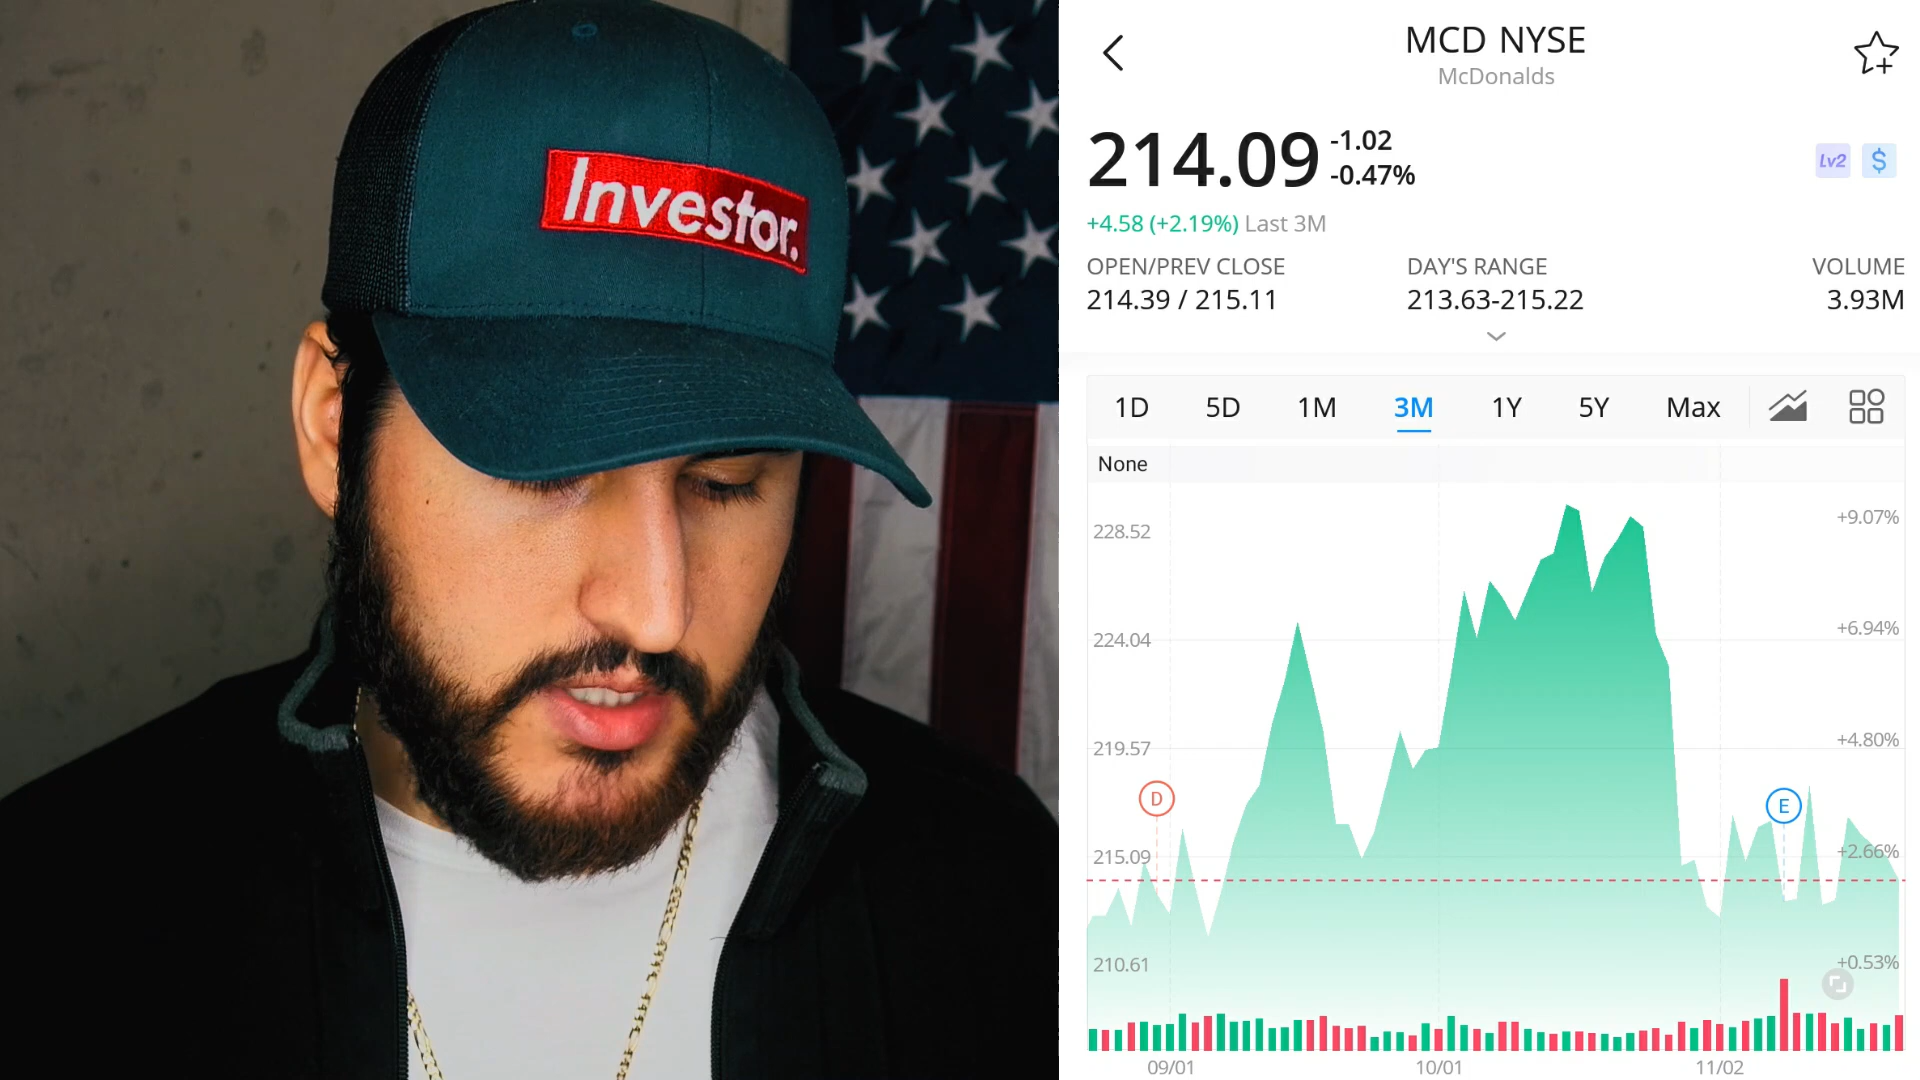 Investor.
MCD NYSE
McDonalds
214.09
-1.02
-0.47%
Lv2
$
+4.58 (+2.19%) Last 3M
OPEN/PREV CLOSE
DAY'S RANGE
VOLUME
214.39 / 215.11
213.63-215.22
3.93M
1D
5D
1M
3M
1Y
5Y
Max
None
228.52
+9.07%
224.04
+6.94%
219.57
+4.80%
D
E
215.09
+2.66%
210.61
+0.53%
09/01
10/01
11/02